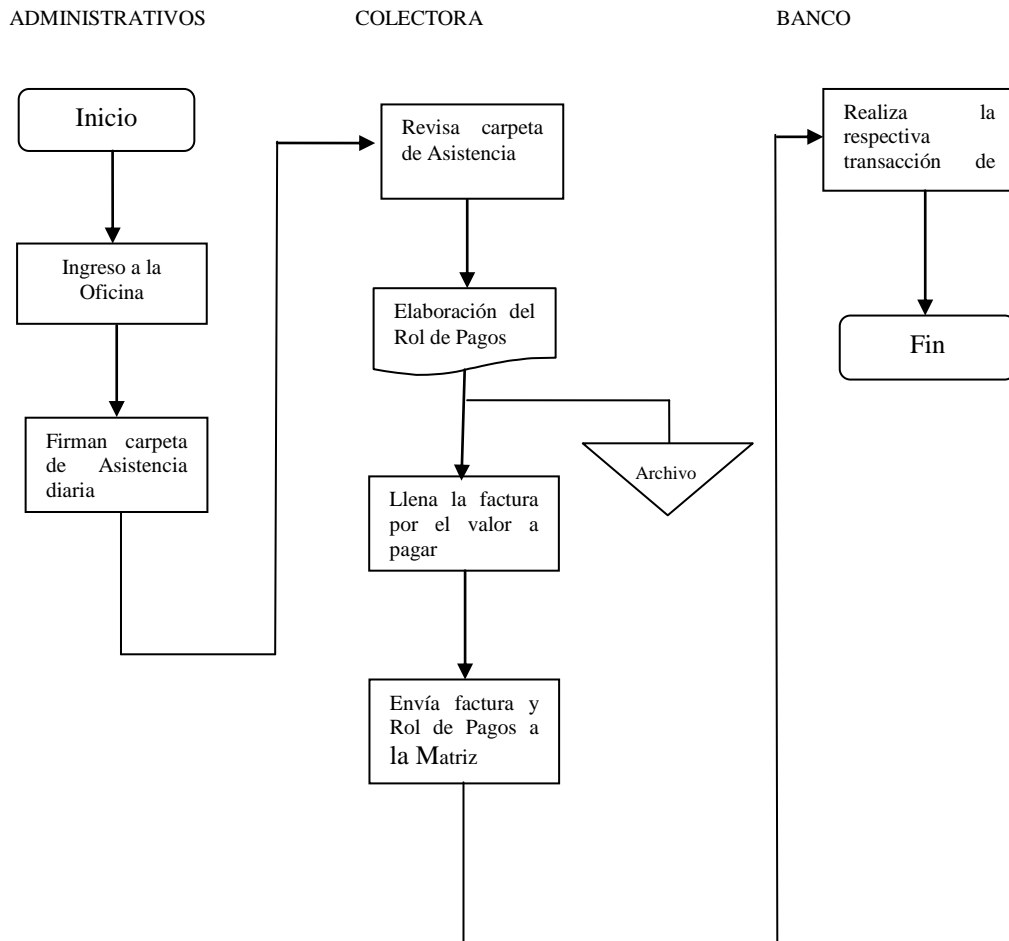 ADMINISTRATIVOS
COLECTORA
BANCO
Inicio
Ingreso a la
Oficina
Firman carpeta
de Asistencia
diaria
Revisa carpeta
de Asistencia
Elaboración del
Rol de Pagos
Archivo
Llena la factura
por el valor a
pagar
Envía factura y
Rol de Pagos a
la Matriz
Realiza la
respectiva
transacción de
Fin